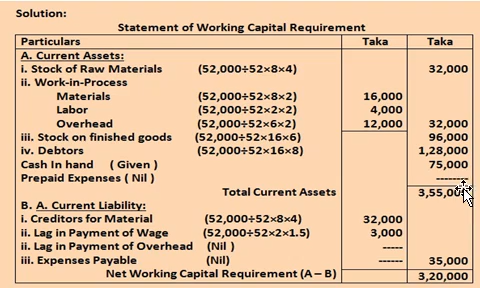 Solution:
Statement of Working Capital Requirement
Particulars Taka Taka
A. Current Assets:
i. Stock of Raw Materials (52,000÷52×8×4) 32,000
ii. Work-in-Process
Materials (52,000÷52×8×2) 16,000
Labor (52,000÷52×2×2) 4,000
Overhead (52,000÷52×6×2) 12,000 32,000
iii. Stock on finished goods (52,000÷52×16×6) 96,000
iv. Debtors (52,000÷52×16×8) 1,28,000
Cash In hand ( Given ) 75,000
Prepaid Expenses ( Nil ) --------
Total Current Assets
B. A. Current Liability:
i. Creditors for Material (52,000÷52×8×4) 32,000
ii. Lag in Payment of Wage (52,000÷52×2×1.5) 3,000
ii. Lag in Payment of Overhead (Nil ) -----
iii. Expenses Payable (Nil) ------ 35,000
Net Working Capital Requirement (A – B) 3,20,000